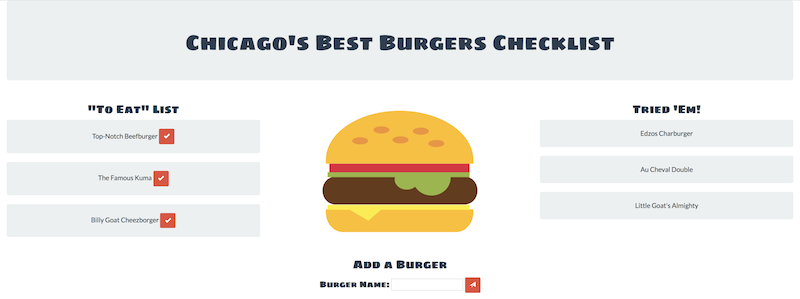 Chicago's Best Burgers Checklist
"To Eat" List
Top-Notch Beefburger
The Famous Kuma
Billy Goat Cheezborger
Add a Burger
Burger Name:
Tried 'Em!
Edzos Charburger
Au Cheval Double
Little Goat's Almighty